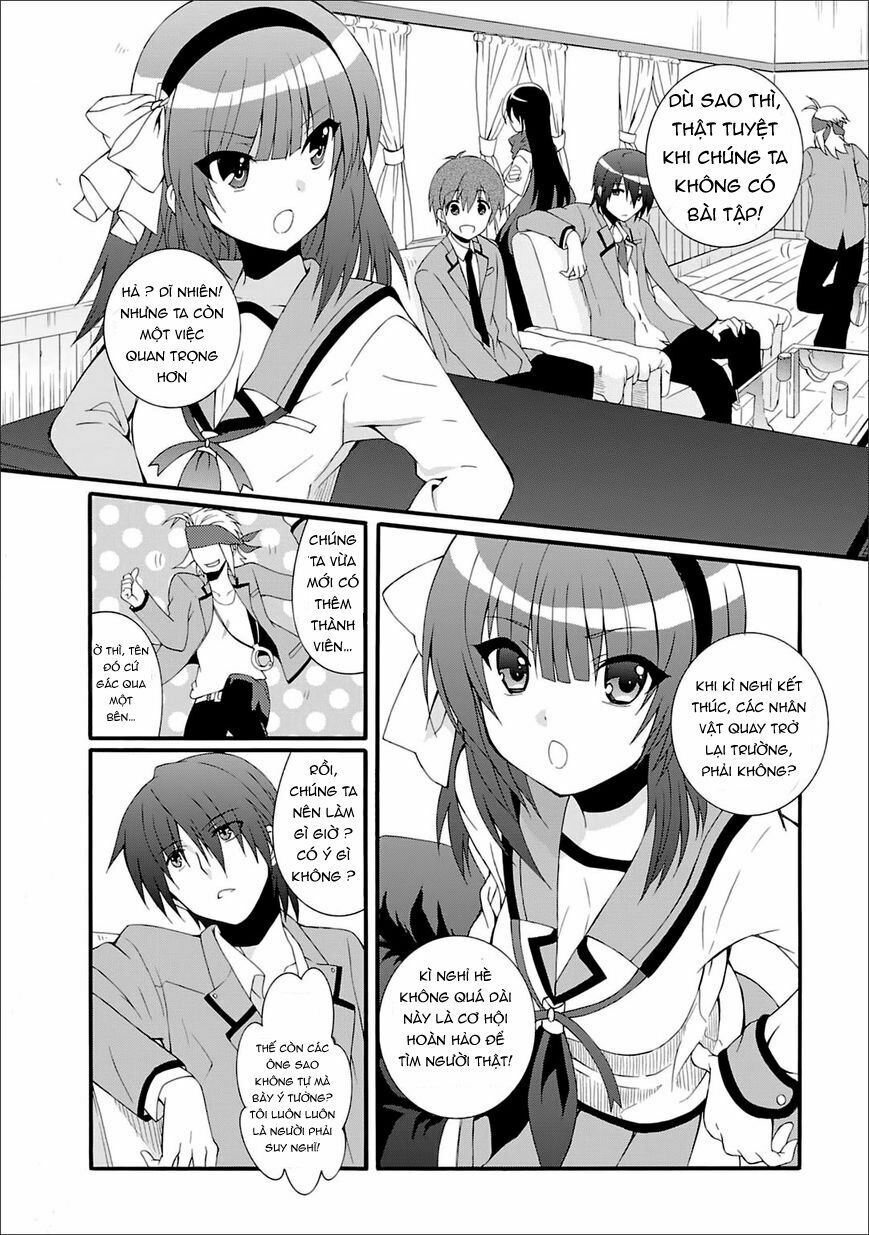 DÙ SAO THÌ,
THẬT TUYỆT
KHI CHÚNG TA
KHÔNG CÓ
BÀI TẬP!
HẢ ? DĨ NHIÊN!
NHƯNG TA CÒN
MỘT VIỆC
QUAN TRỌNG
HƠN
CHÚNG
TA VỪA
MỚI CÓ
THÊM
THÀNH
VIÊN...
Ờ THÌ, TÊN
ĐÓ CỨ
GÁC QUA
MỘT
BÊN...
KHI KÌ NGHỈ KẾT
THÚC, CÁC NHÂN
VẬT QUAY TRỞ
LẠI TRƯỜNG,
PHẢI KHÔNG?
KÌ NGHỈ HÈ
KHÔNG QUÁ DÀI
NÀY LÀ CƠ HỘI
HOÀN HẢO ĐỂ
TÌM NGƯỜI THẬT!
RỒI,
CHÚNG TA
NÊN LÀM
GÌ GIỜ ?
CÓ Ý GÌ
KHÔNG ?
THẾ CÒN CÁC
ÔNG SAO
KHÔNG TỰ MÀ
BÀY Ý TƯỞNG?
TÔI LUÔN LUÔN
LÀ NGƯỜI PHẢI
SUY NGHĨ!